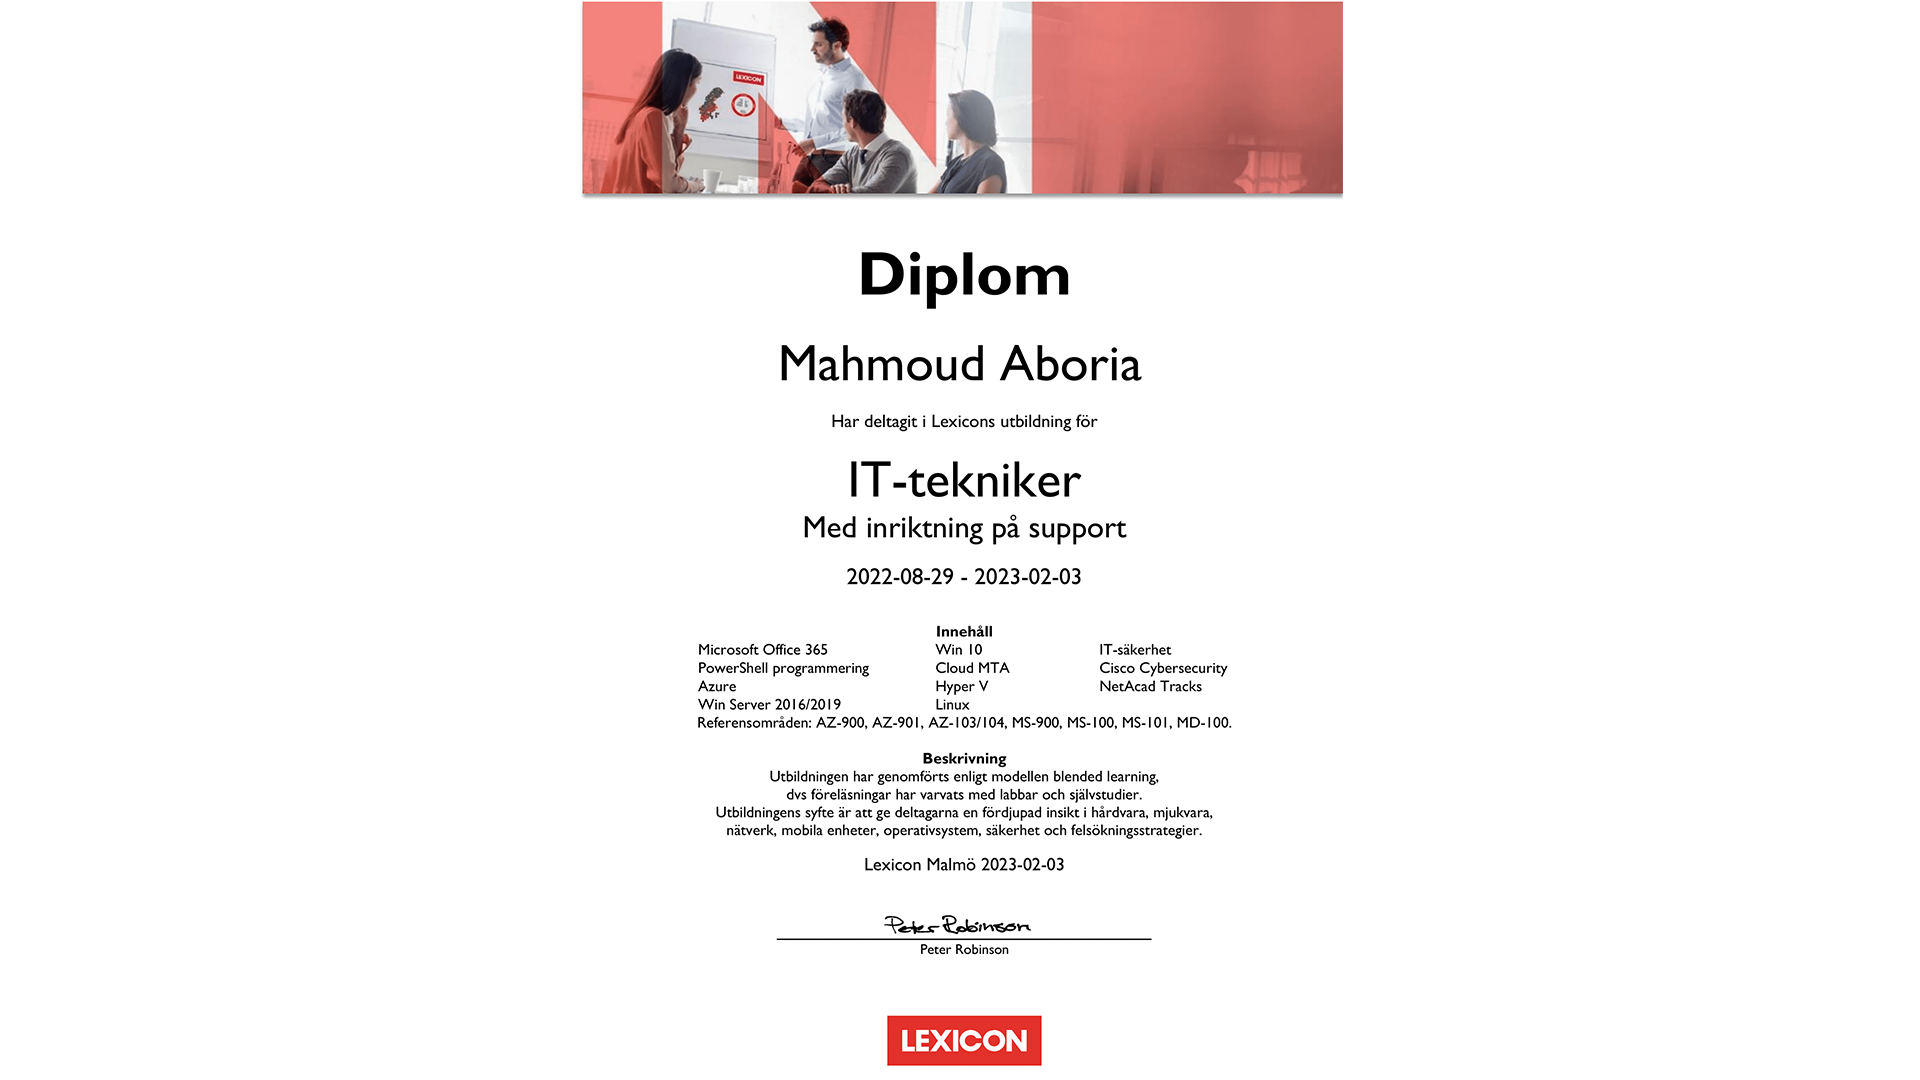 LEXICON
Diplom
Mahmoud Aboria
Har deltagit i Lexicons utbildning för
IT-tekniker
Med inriktning på support
2022-08-29 - 2023-02-03
Innehåll
Microsoft Office 365 Win 10 IT-säkerhet
PowerShell programmering Cloud MTA Cisco Cybersecurity
Azure Hyper V NetAcad Tracks
Win Server 2016/2019 Linux
Referensområden: AZ-900, AZ-901, AZ-103/104, MS-900, MS-100, MS-101, MD-100.
Beskrivning
Utbildningen har genomförts enligt modellen blended learning,
dvs föreläsningar har varvats med labbar och självstudier.
Utbildningens syfte är att ge deltagarna en fördjupad insikt i hårdvara, mjukvara,
nätverk, mobila enheter, operativsystem, säkerhet och felsökningsstrategier.
Lexicon Malmö 2023-02-03
Peter Robinson
Peter Robinson
LEXICON